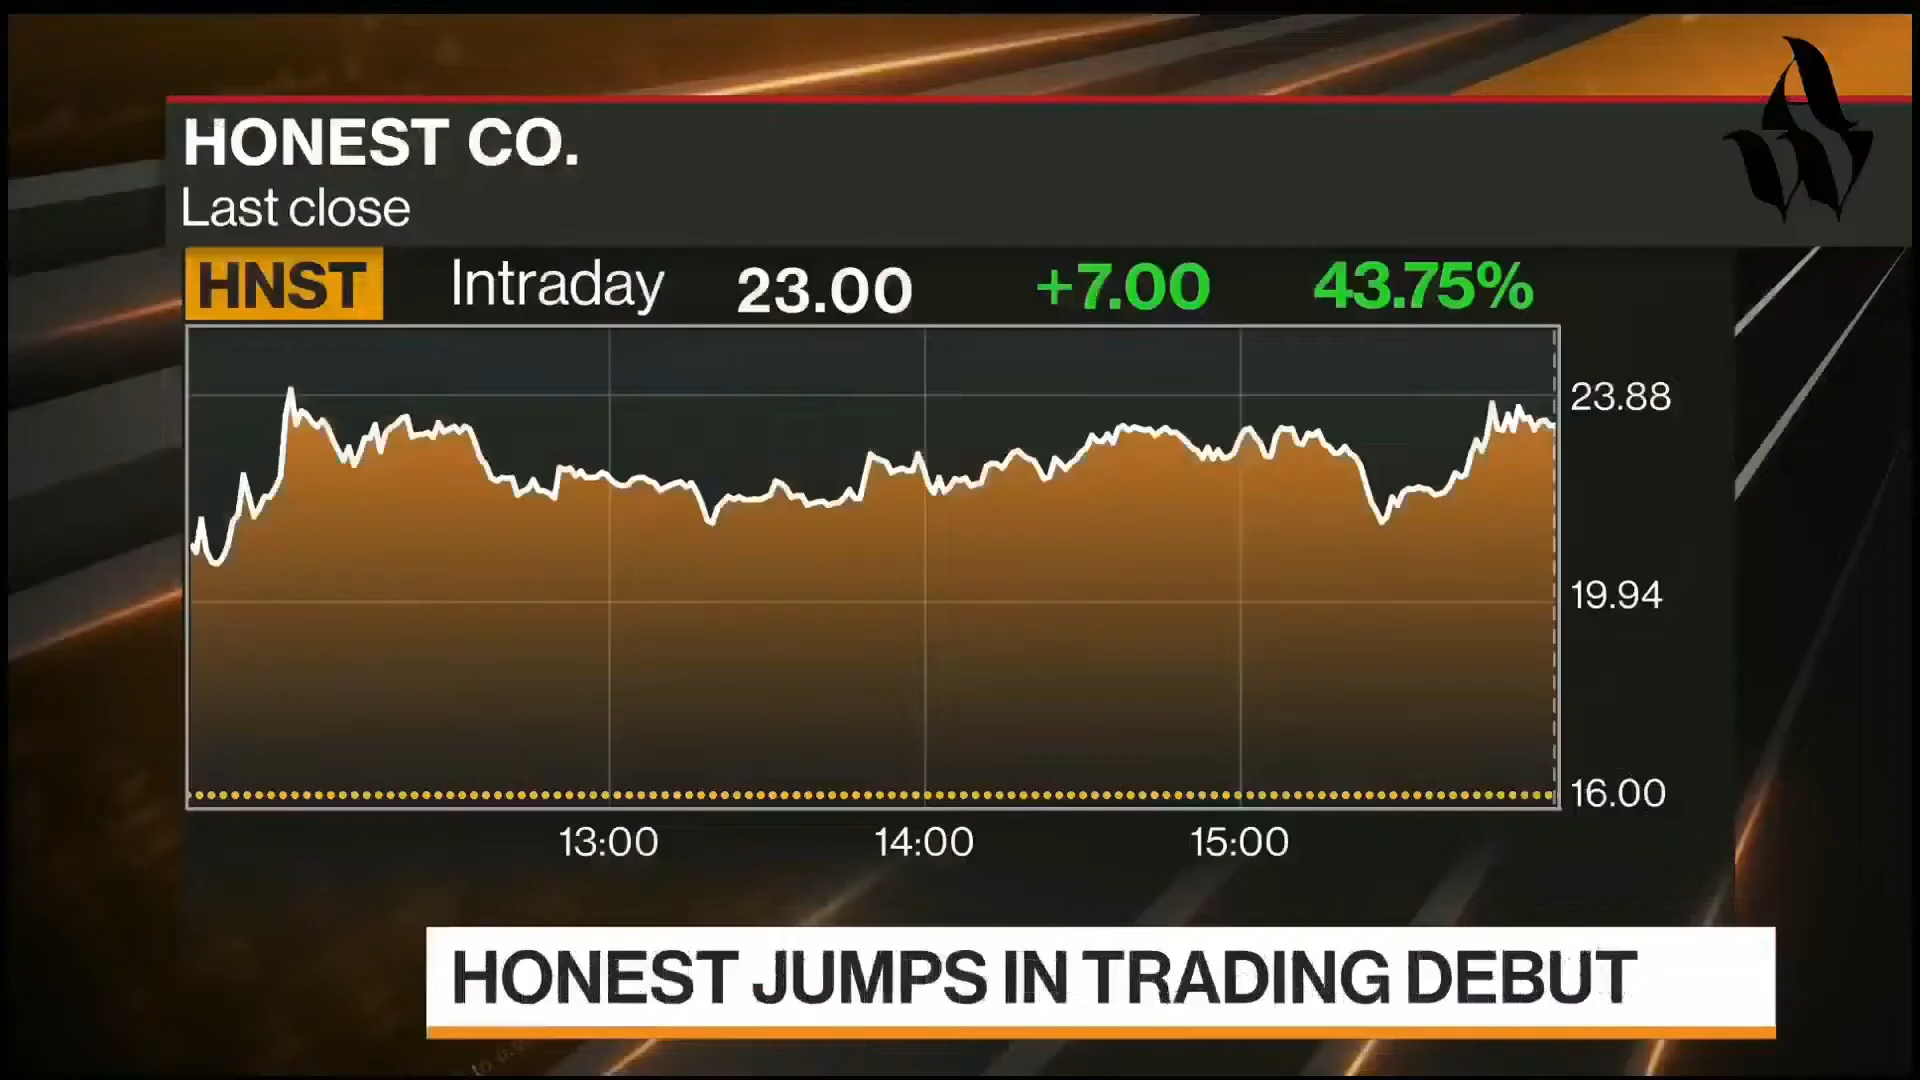 HONEST CO.
Last close
HNST Intraday 23.00 +7.00 43.75%
23.88
19.94
16.00
13:00 14:00 15:00
HONEST JUMPS IN TRADING DEBUT